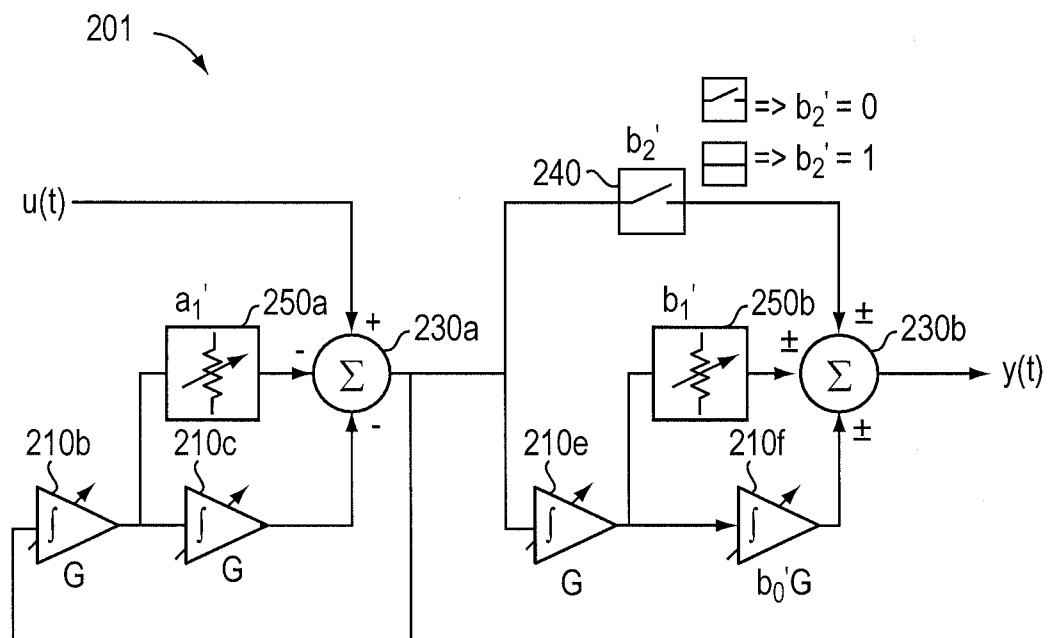 201
=> b₂' = 0
=> b₂' = 1
b₂'
240
u(t)
a₁'
250a
+
230a
-
Σ
-
b₁'
250b
±
±
230b
Σ
±
y(t)
210b
∫
G
210c
∫
G
210e
∫
G
210f
∫
b₀'G